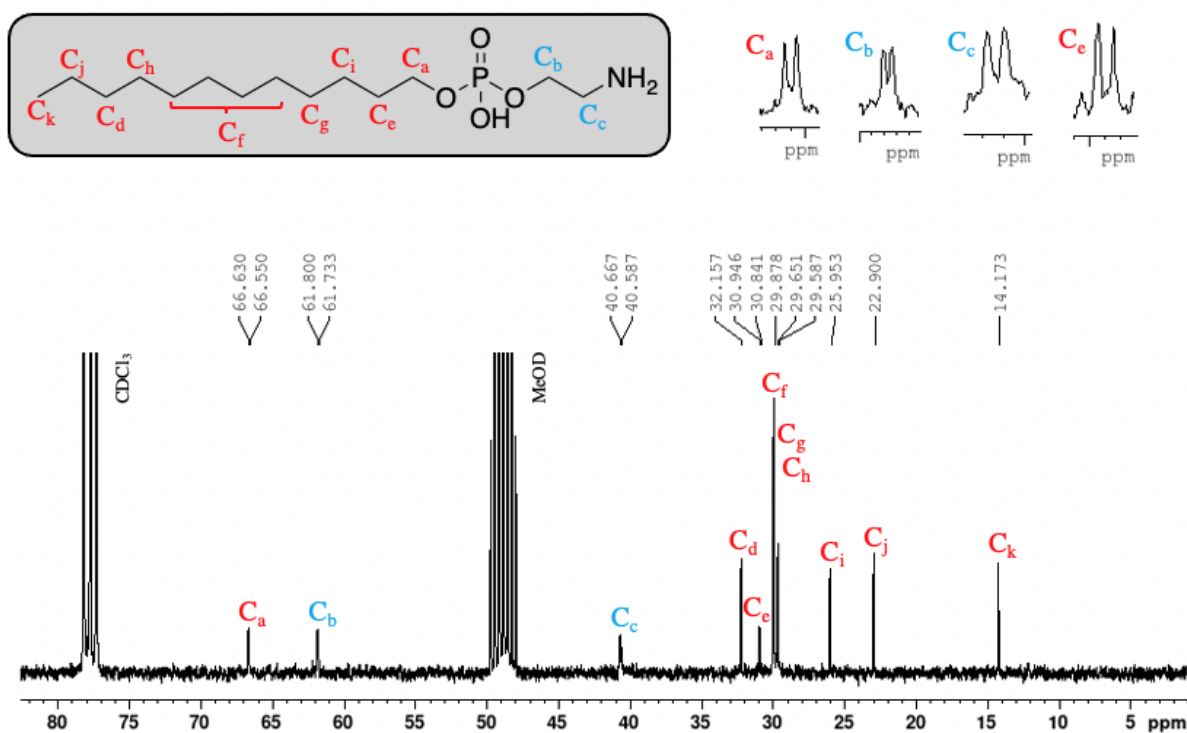 O
P
OH
O
O
NH2
Cj
Ch
Ci
Ca
Cb
Ck
Cd
Cf
Cg
Ce
Cc
Ca
Cb
Cc
Ce
ppm
ppm
ppm
ppm
66.630
66.550
61.800
61.733
40.667
40.587
32.157
30.946
30.841
29.878
29.651
29.587
25.953
22.900
14.173
CDCl3
MeOD
Cf
Cg
Ch
Cd
Ci
Cj
Ck
Ca
Cb
Cc
Ce
80 75 70 65 60 55 50 45 40 35 30 25 20 15 10 5 ppm